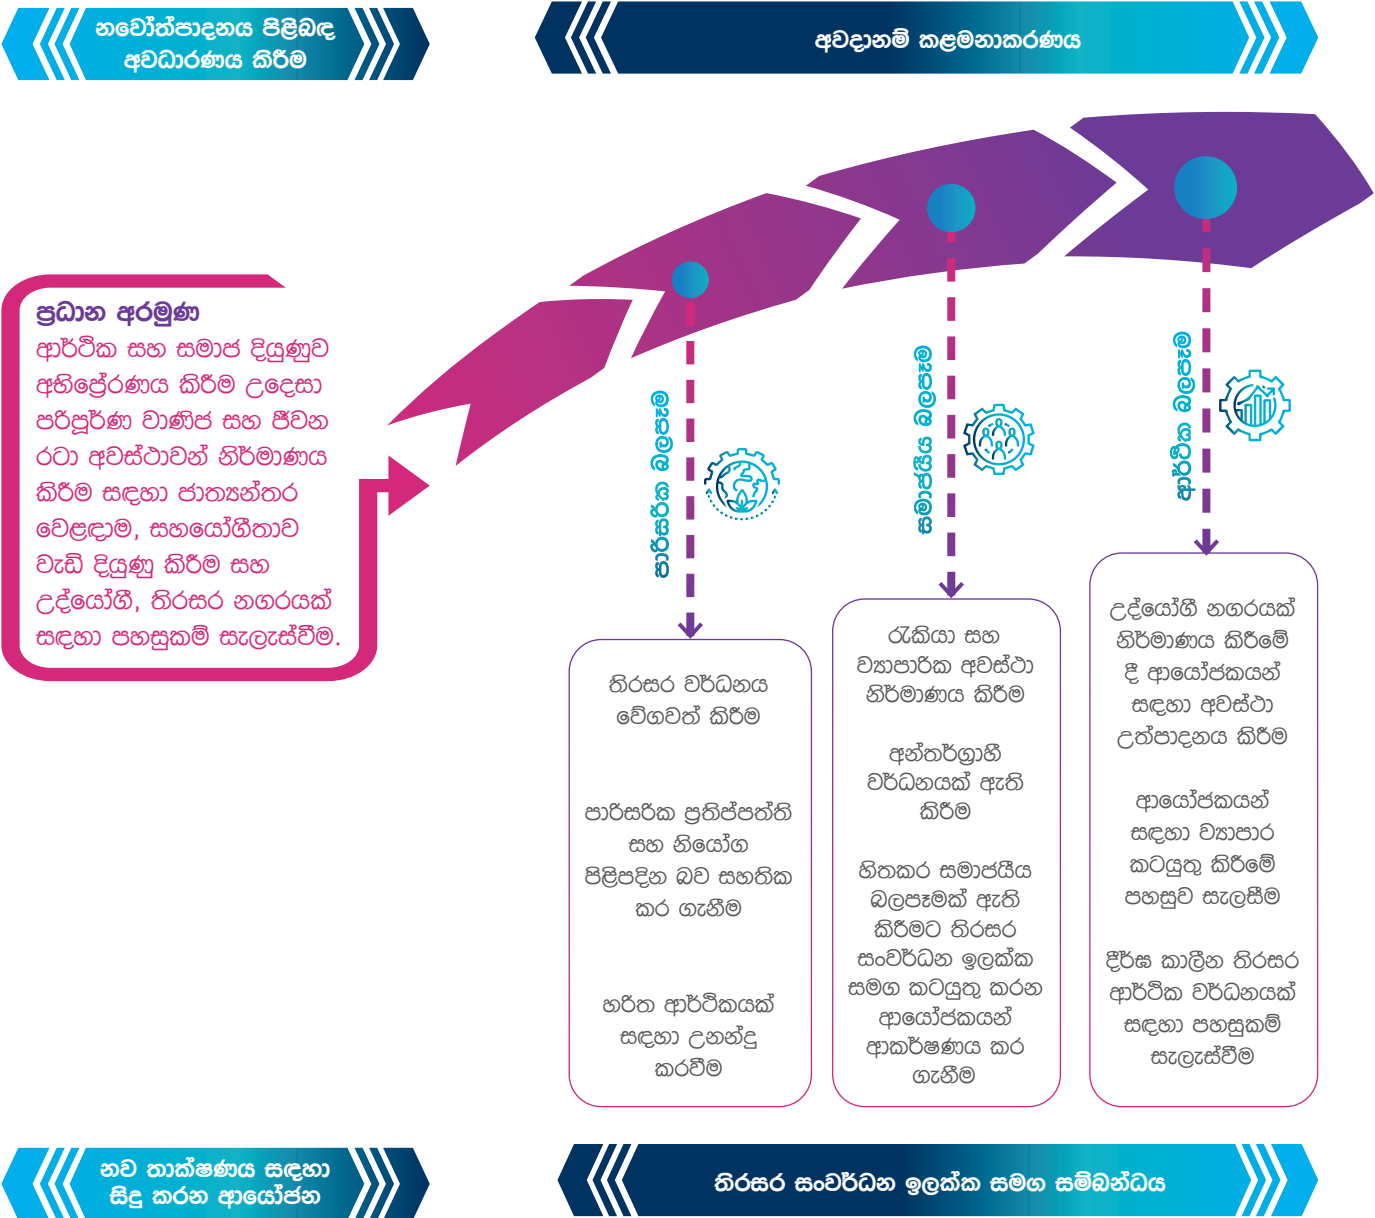 නවෝත්පාදනය පිළිබඳ
අවධාරණය කිරීම
අවදානම් කළමනාකරණය
ප්‍රධාන අරමුණ
ආර්ථික සහ සමාජ දියුණුව
අභිප්‍රේරණය කිරීම උදෙසා
පරිපූර්ණ වාණිජ සහ ජීවන
රටා අවස්ථාවන් නිර්මාණය
කිරීම සඳහා ජාත්‍යන්තර
වෙළඳාම, සහයෝගීතාව
වැඩි දියුණු කිරීම සහ
උද්යෝගී, තිරසර නගරයක්
සඳහා පහසුකම් සැලැස්වීම.
පාරිසරික බලපෑම
තිරසර වර්ධනය
වේගවත් කිරීම
පාරිසරික ප්‍රතිප්පත්ති
සහ නියෝග
පිළිපදින බව සහතික
කර ගැනීම
හරිත ආර්ථිකයක්
සඳහා උනන්දු
කරවීම
සමාජයීය බලපෑම
රැකියා සහ
ව්‍යාපාරික අවස්ථා
නිර්මාණය කිරීම
අන්තර්ග්‍රාහී
වර්ධනයක් ඇති
කිරීම
හිතකර සමාජයීය
බලපෑමක් ඇති
කිරීමට තිරසර
සංවර්ධන ඉලක්ක
සමග කටයුතු කරන
ආයෝජකයන්
ආකර්ෂණය කර
ගැනීම
ආර්ථික බලපෑම
උද්යෝගී නගරයක්
නිර්මාණය කිරීමේ
දී ආයෝජකයන්
සඳහා අවස්ථා
උත්පාදනය කිරීම
ආයෝජකයන්
සඳහා ව්‍යාපාර
කටයුතු කිරීමේ
පහසුව සැලසීම
දීර්ඝ කාලීන තිරසර
ආර්ථික වර්ධනයක්
සඳහා පහසුකම්
සැලැස්වීම
නව තාක්ෂණය සඳහා
සිදු කරන ආයෝජන
තිරසර සංවර්ධන ඉලක්ක සමග සම්බන්ධය